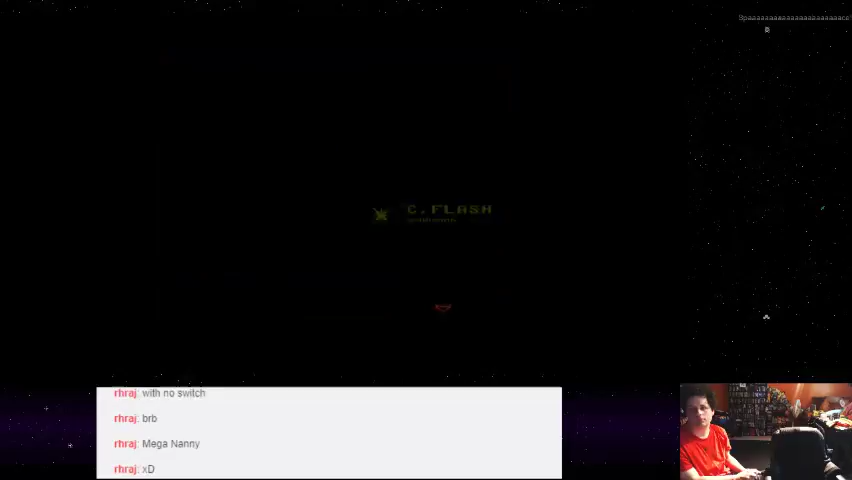 C.FLASH
rhraj: with no switch
rhraj: brb
rhraj: Mega Nanny
rhraj: xD